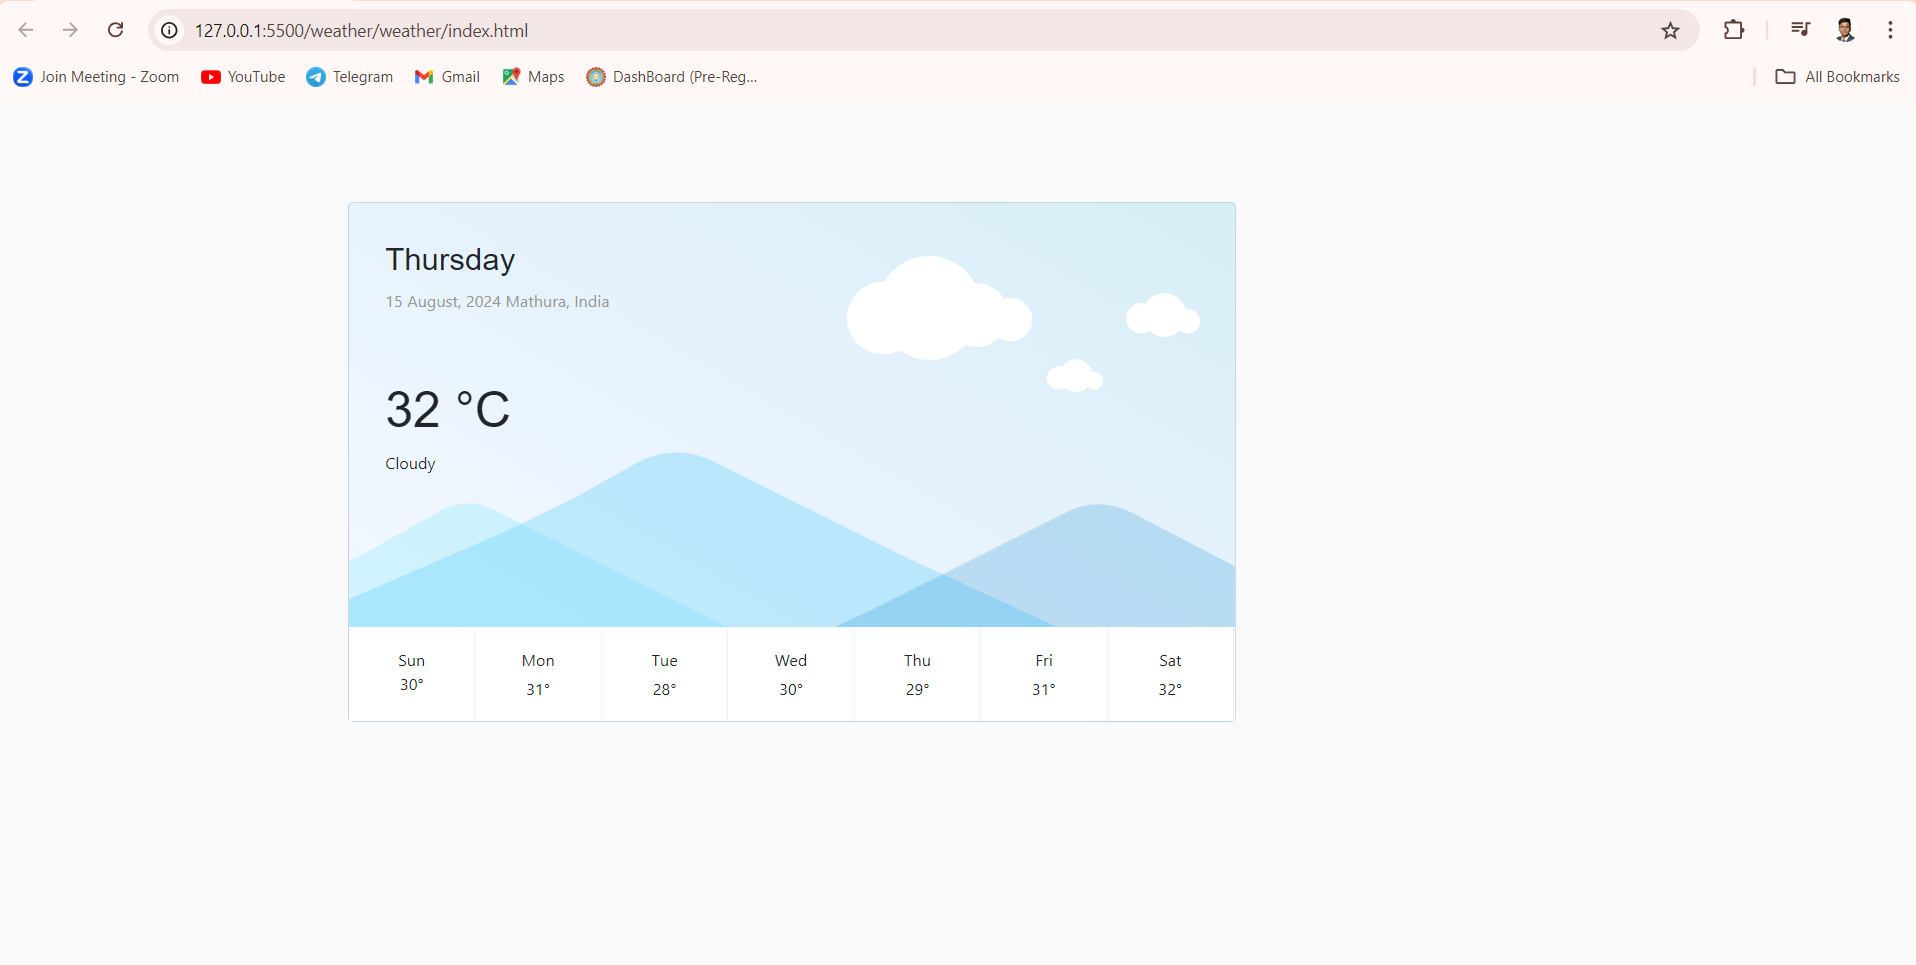 127.0.0.1:5500/weather/weather/index.html
Join Meeting - Zoom YouTube Telegram Gmail Maps DashBoard (Pre-Reg... All Bookmarks
Thursday
15 August, 2024 Mathura, India
32 °C
Cloudy
Sun Mon Tue Wed Thu Fri Sat
30° 31° 28° 30° 29° 31° 32°